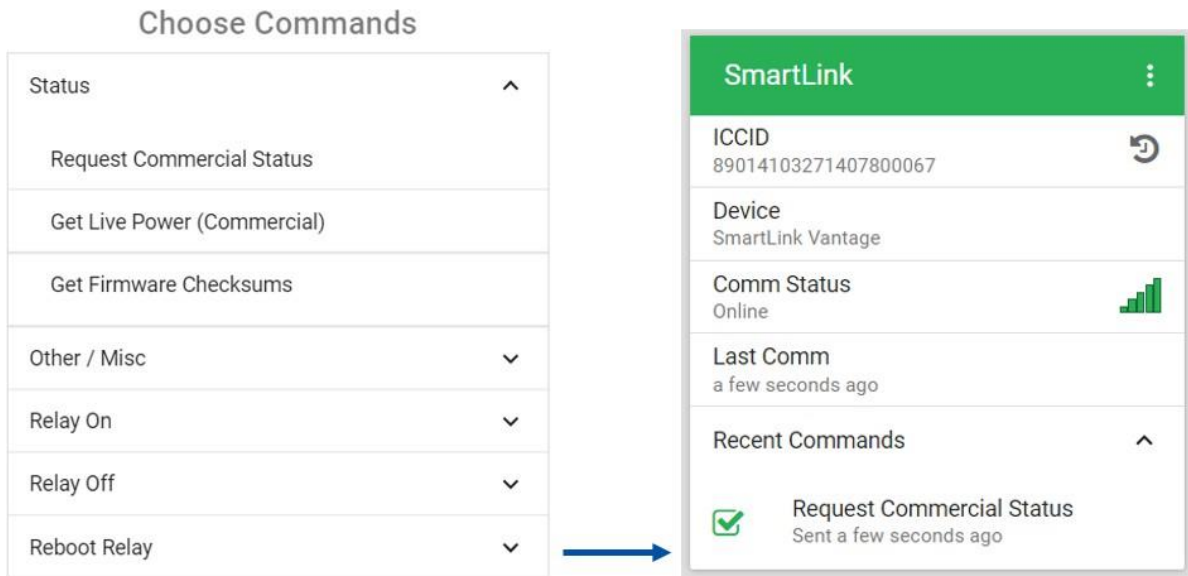 Choose Commands
Status
Request Commercial Status
Get Live Power (Commercial)
Get Firmware Checksums
Other / Misc
Relay On
Relay Off
Reboot Relay
SmartLink
ICCID
89014103271407800067
Device
SmartLink Vantage
Comm Status
Online
Last Comm
a few seconds ago
Recent Commands
Request Commercial Status
Sent a few seconds ago